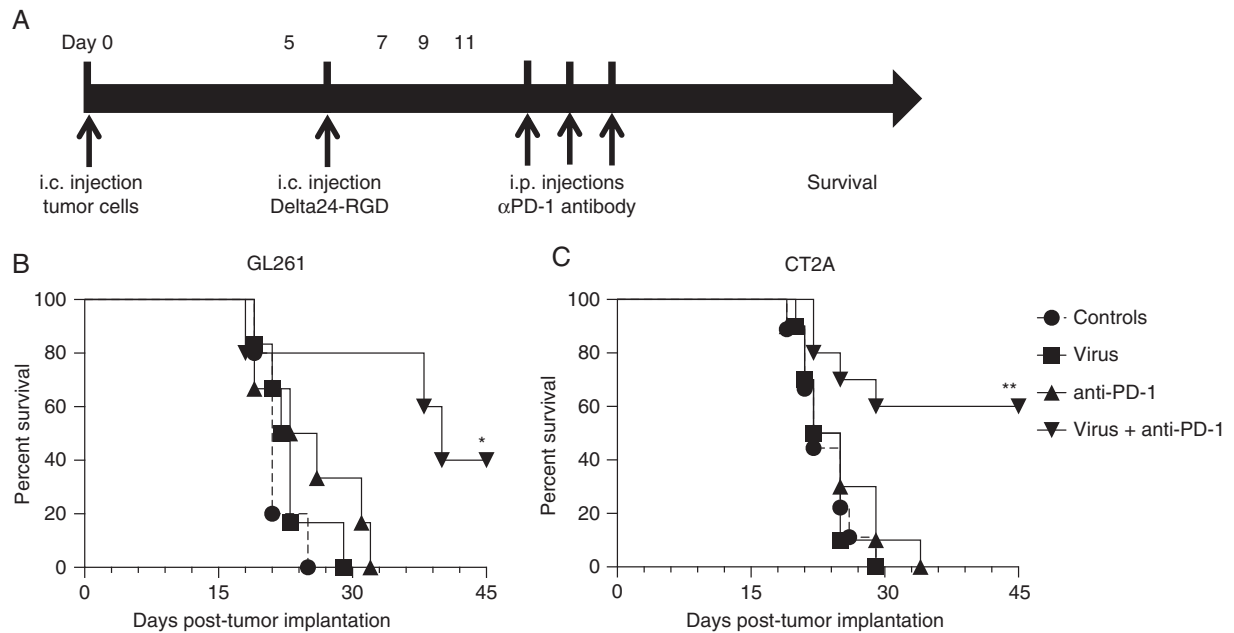 A
Day 0 5 7 9 11
i.c. injection
tumor cells
i.c. injection
Delta24-RGD
i.p. injections
αPD-1 antibody
Survival
B
GL261
Percent survival
100
80
60
40
20
0
*
0 15 30 45
Days post-tumor implantation
C
CT2A
Percent survival
100
80
60
40
20
0
**
0 15 30 45
Days post-tumor implantation
Controls
Virus
anti-PD-1
Virus + anti-PD-1